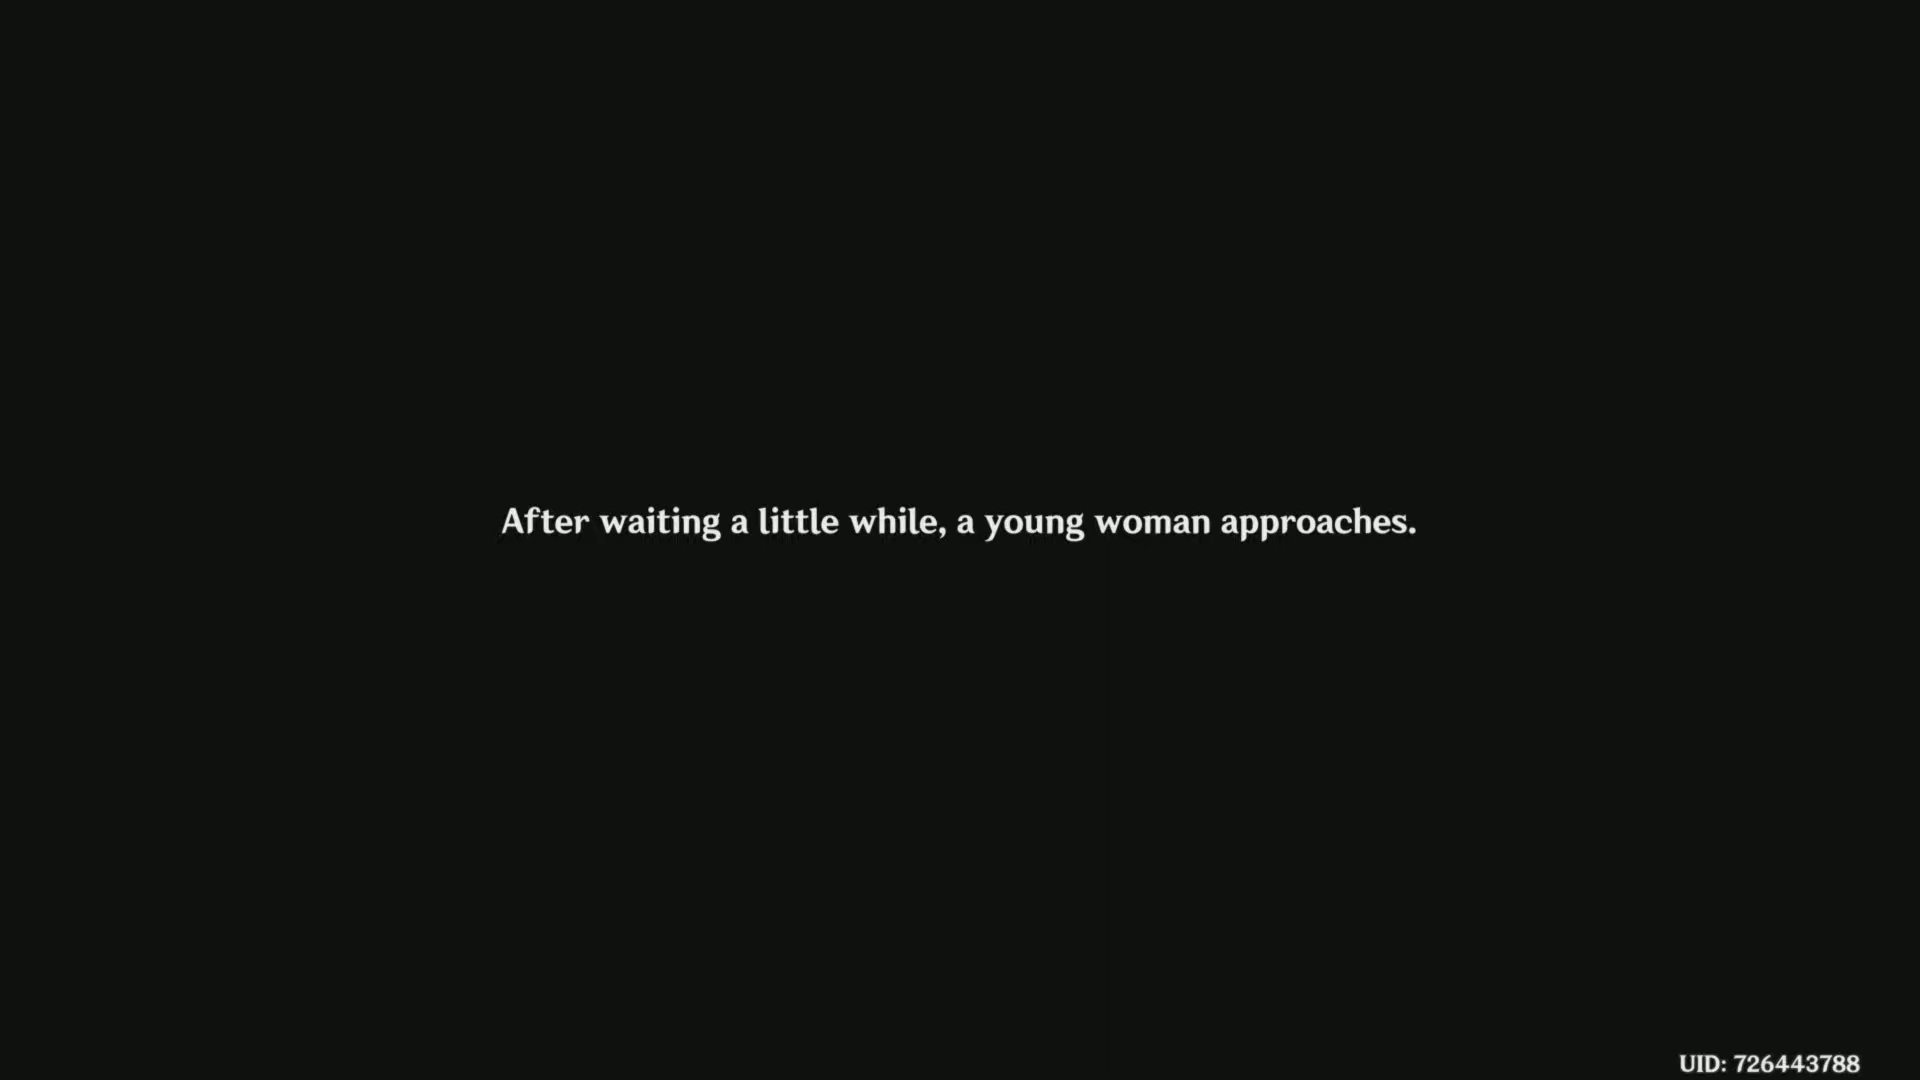 After waiting a little while, a young woman approaches.
UID: 726443788